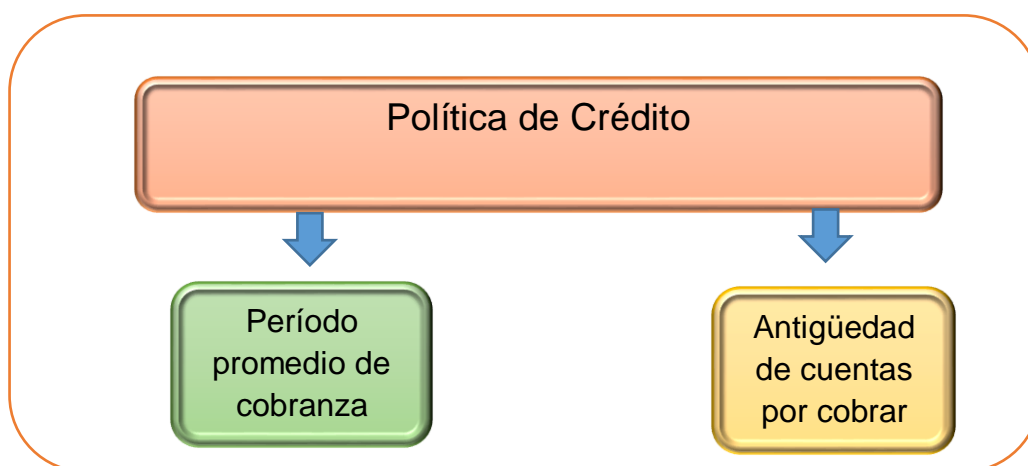 Política de Crédito
Período
promedio de
cobranza
Antigüedad
de cuentas
por cobrar